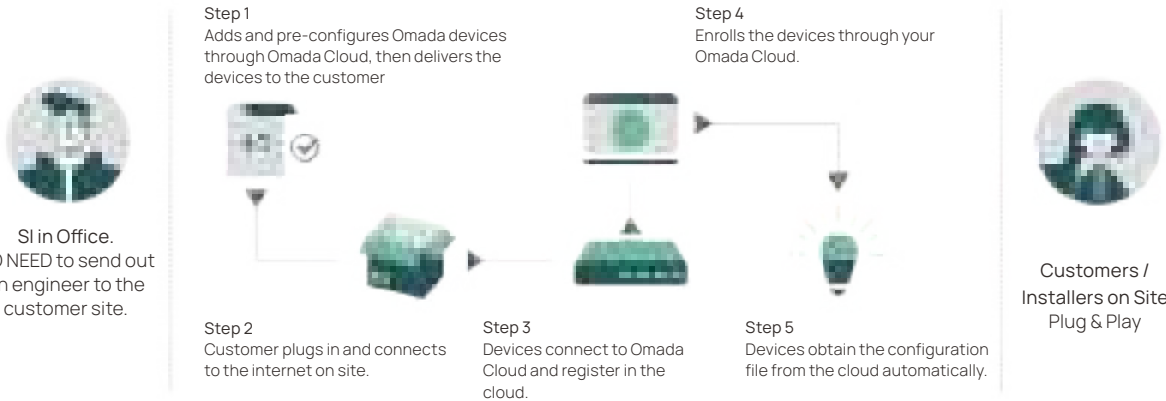 Step 1
Adds and pre-configures Omada devices
through Omada Cloud, then delivers the
devices to the customer
Step 4
Enrolls the devices through your
Omada Cloud.
SI in Office.
NEED to send out
engineer to the
customer site.
Customers /
Installers on Site
Plug & Play
Step 2
Customer plugs in and connects
to the internet on site.
Step 3
Devices connect to Omada
Cloud and register in the
cloud.
Step 5
Devices obtain the configuration
file from the cloud automatically.